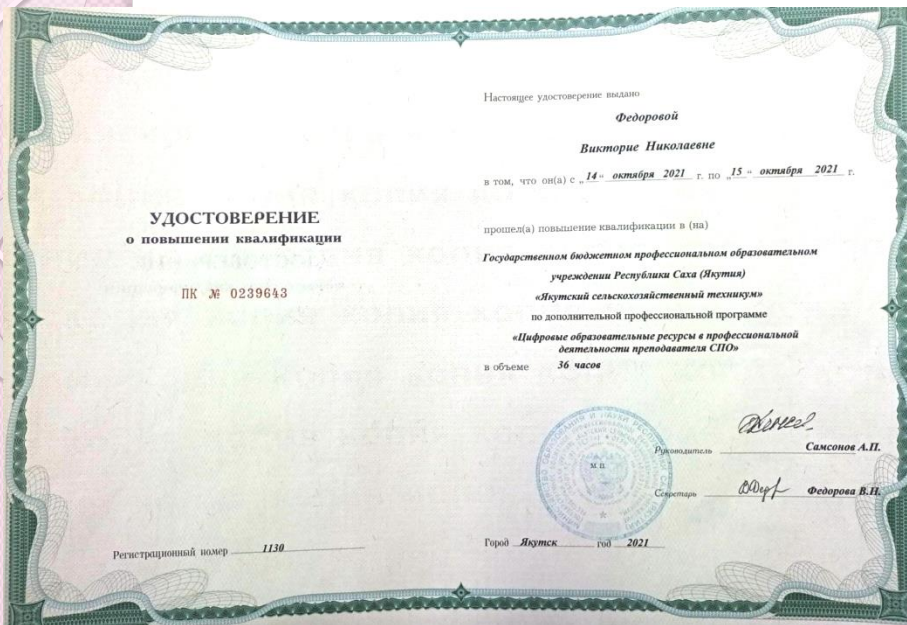 УДОСТОВЕРЕНИЕ
о повышении квалификации
ПК № 0239643
Регистрационный номер 1130
Настоящее удостоверение выдано
Федоровой
Викторие Николаевне
в том, что он(а) с „14“ октября 2021 г. по „15“ октября 2021 г.
прошел(а) повышение квалификации в (на)
Государственном бюджетном профессиональном образовательном
учреждении Республики Саха (Якутия)
«Якутский сельскохозяйственный техникум»
по дополнительной профессиональной программе
«Цифровые образовательные ресурсы в профессиональной
деятельности преподавателя СПО»
в объеме 36 часов
М.П.
Руководитель Самсонов А.П.
Секретарь Федорова В.Н.
Город Якутск год 2021